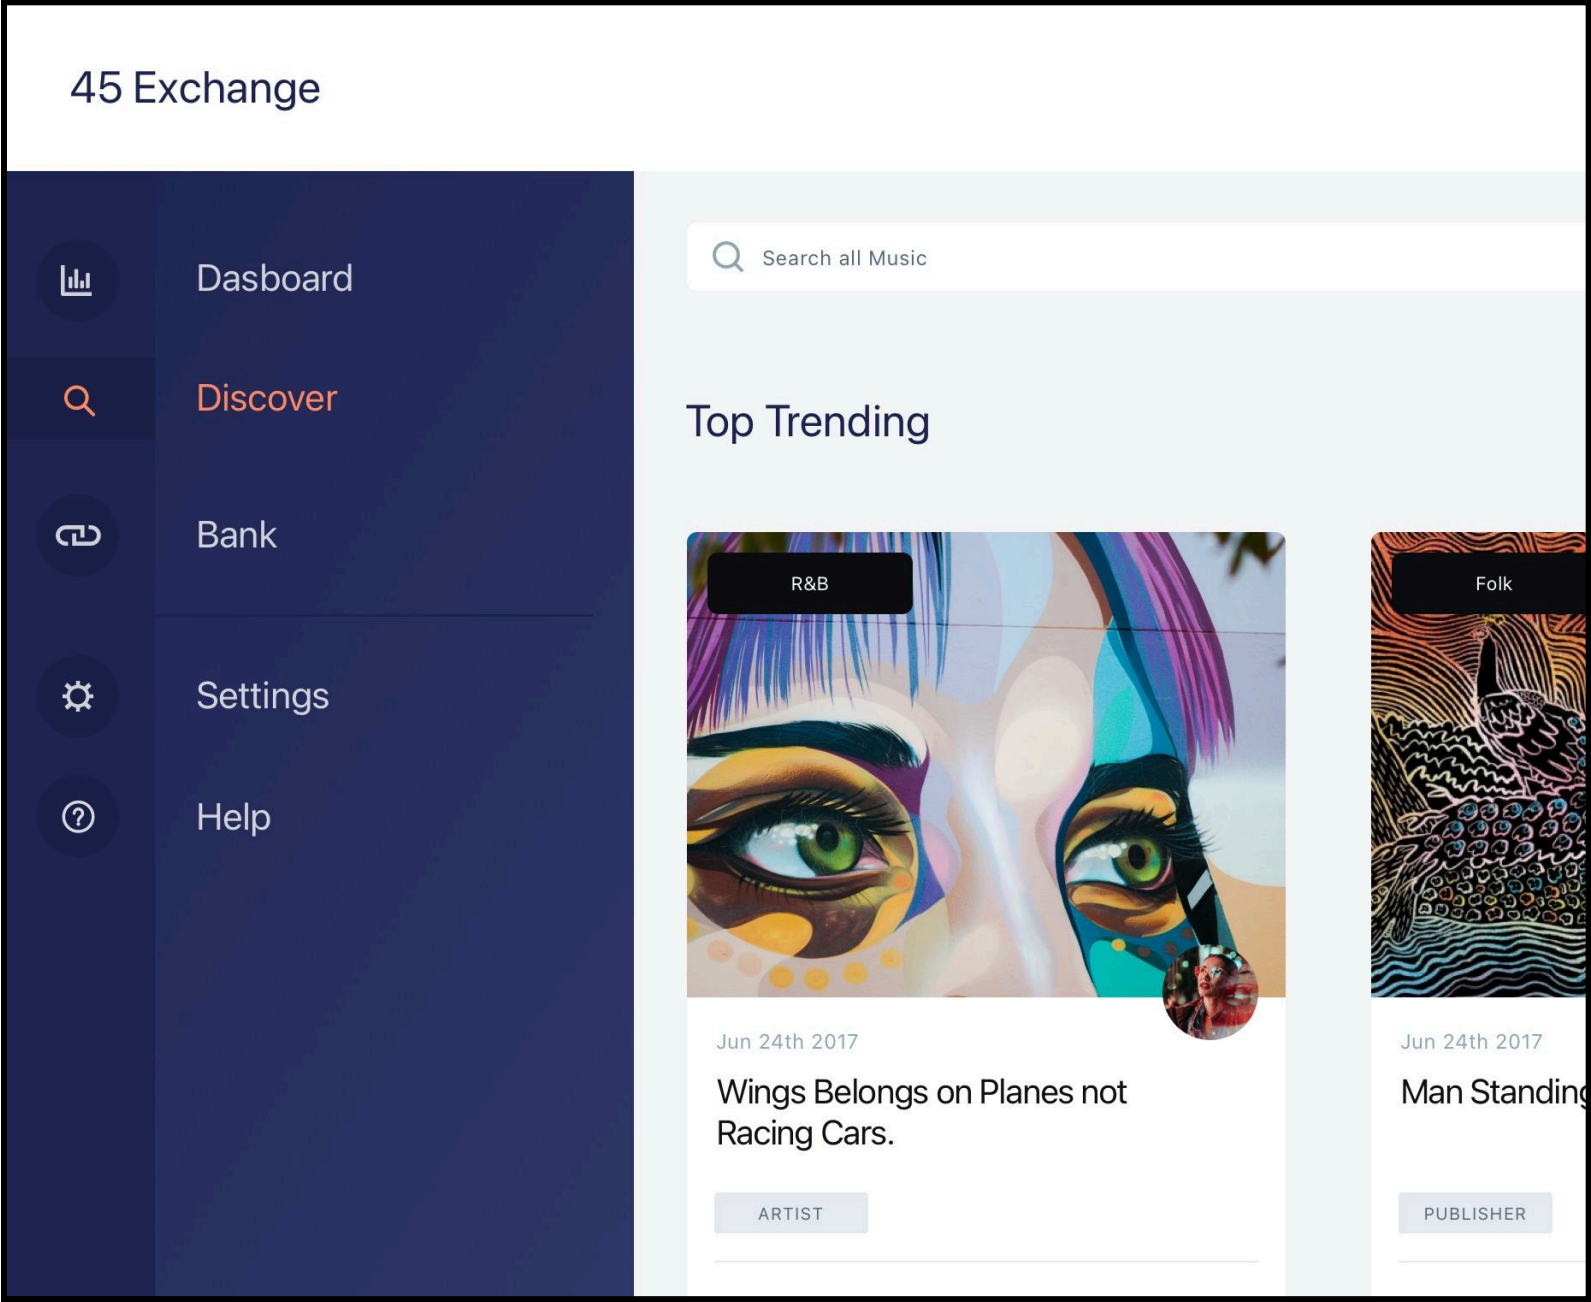 45 Exchange
Dasboard
Discover
Bank
Settings
Help
Search all Music
Top Trending
R&B
Jun 24th 2017
Wings Belongs on Planes not
Racing Cars.
ARTIST
Folk
Jun 24th 2017
Man Standing
PUBLISHER